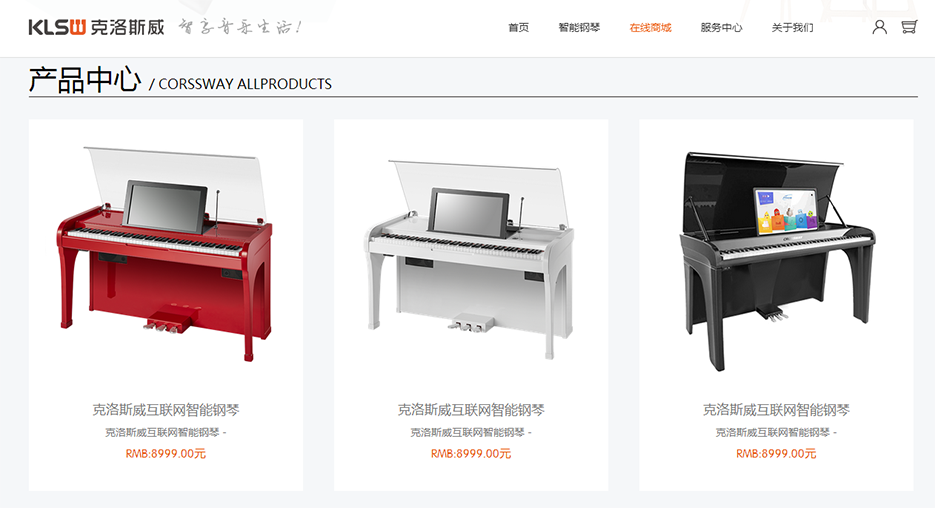 KLSW 克洛斯威 智享音乐生活!
首页 智能钢琴 在线商城 服务中心 关于我们
产品中心 / CORSSWAY ALLPRODUCTS
克洛斯威互联网智能钢琴 克洛斯威互联网智能钢琴 克洛斯威互联网智能钢琴
克洛斯威互联网智能钢琴 - 克洛斯威互联网智能钢琴 - 克洛斯威互联网智能钢琴 -
RMB:8999.00元 RMB:8999.00元 RMB:8999.00元